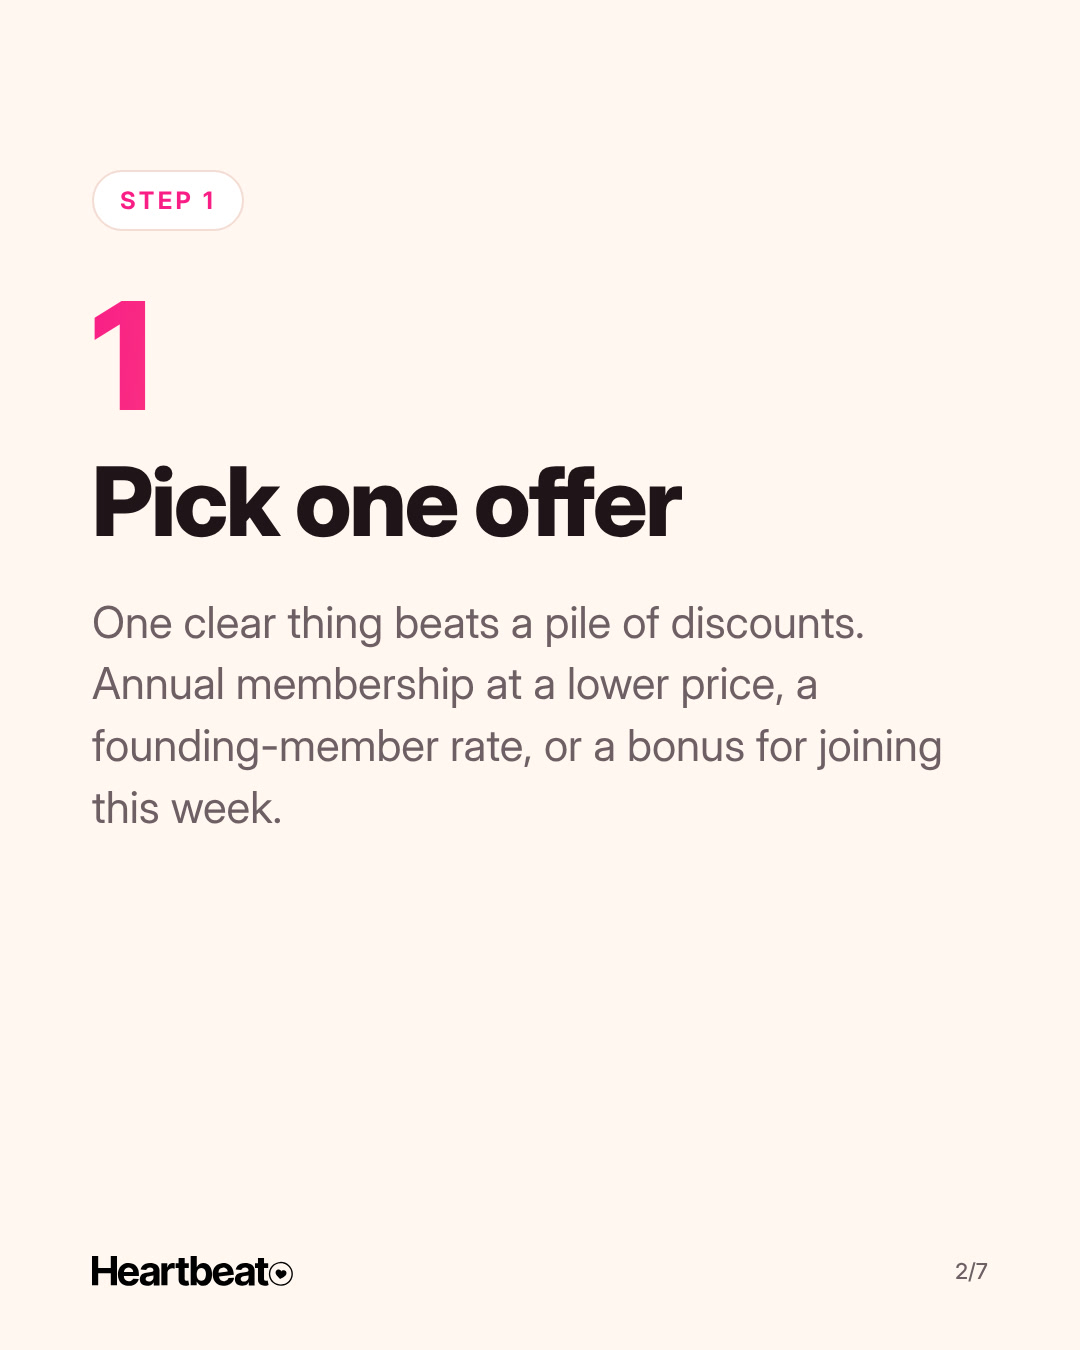 STEP 1
1
Pick one offer
One clear thing beats a pile of discounts.
Annual membership at a lower price, a
founding-member rate, or a bonus for joining
this week.
Heartbeat
2/7